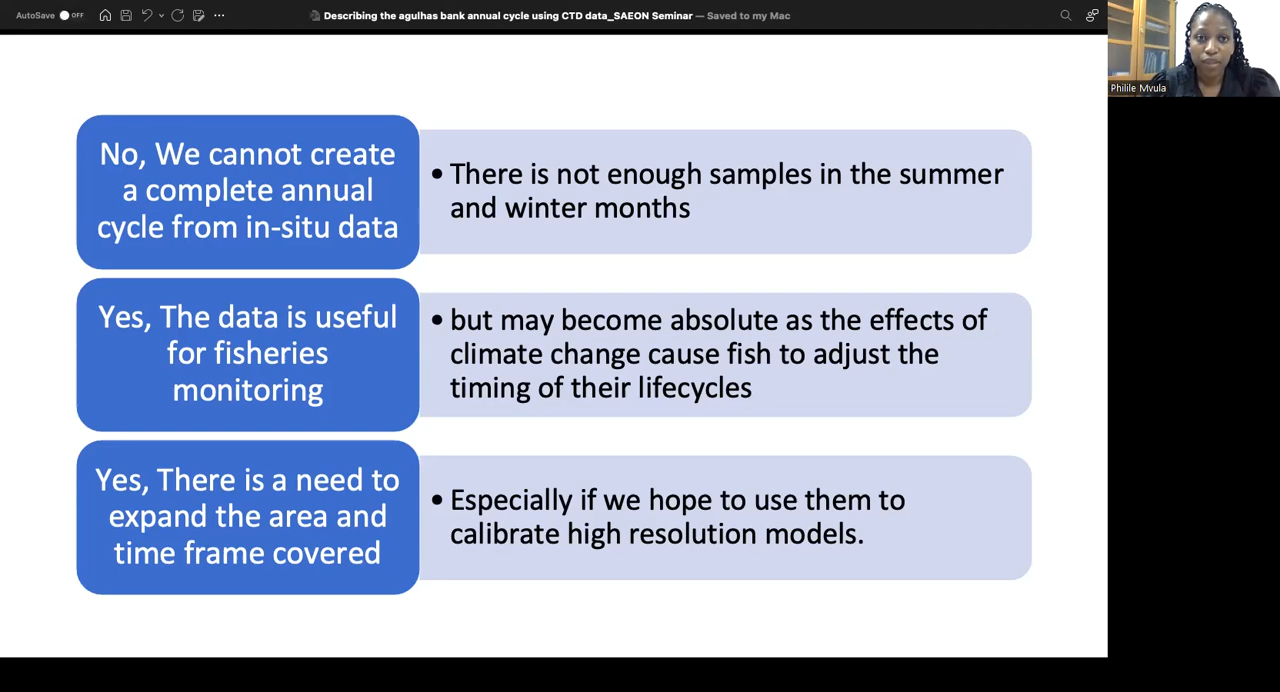 AutoSave OFF
Describing the agulhas bank annual cycle using CTD data_SAEON Seminar — Saved to my Mac
Philile Mvula
No, We cannot create
a complete annual
cycle from in-situ data
• There is not enough samples in the summer
and winter months
Yes, The data is useful
for fisheries
monitoring
• but may become absolute as the effects of
climate change cause fish to adjust the
timing of their lifecycles
Yes, There is a need to
expand the area and
time frame covered
• Especially if we hope to use them to
calibrate high resolution models.